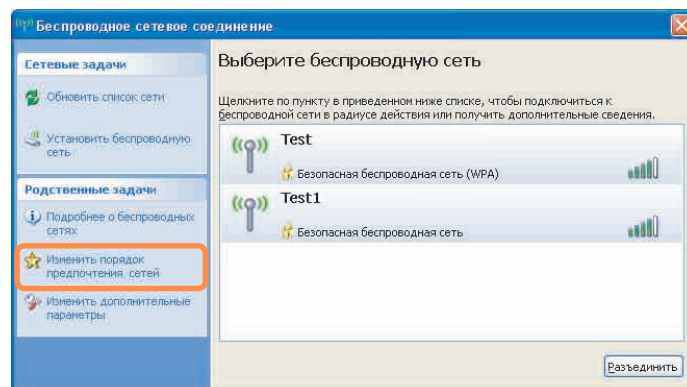 Беспроводное сетевое соединение
Сетевые задачи
Обновить список сети
Установить беспроводную
сеть
Родственные задачи
Подробнее о беспроводных
сетях
Изменить порядок
предпочтения сетей
Изменить дополнительные
параметры
Выберите беспроводную сеть
Щелкните по пункту в приведенном ниже списке, чтобы подключиться к
беспроводной сети в радиусе действия или получить дополнительные сведения.
Test
Безопасная беспроводная сеть (WPA)
Test1
Безопасная беспроводная сеть
Разъединить